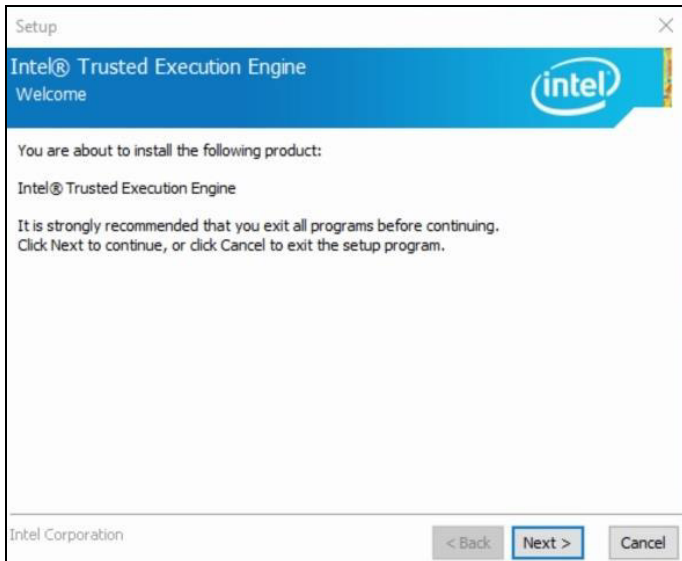 Setup
Intel® Trusted Execution Engine
Welcome
intel
You are about to install the following product:
Intel® Trusted Execution Engine
It is strongly recommended that you exit all programs before continuing.
Click Next to continue, or click Cancel to exit the setup program.
Intel Corporation
< Back Next > Cancel